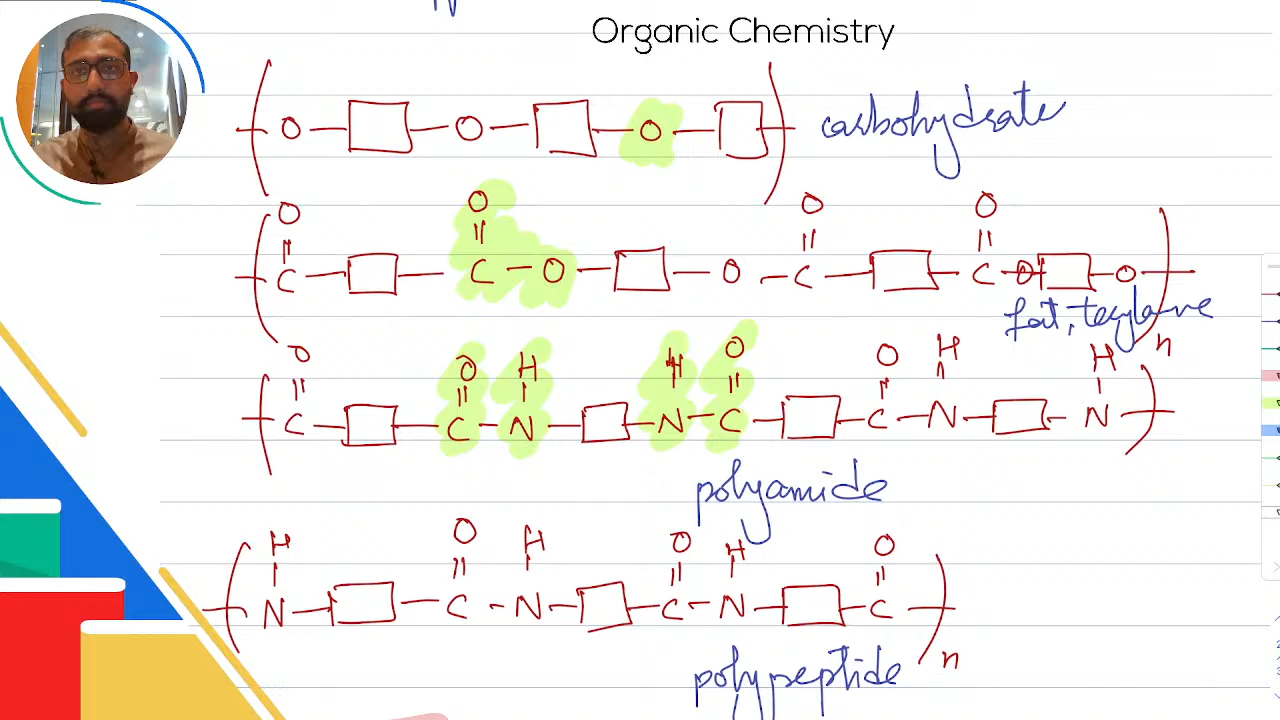 Organic Chemistry
O O O carbohydrate
O O O O
C C O O C C O O
fat, terylene
n
O O H H O O H H
C C N N C C N N
polyamide
H O H O H O
N C N C N C
n
polypeptide